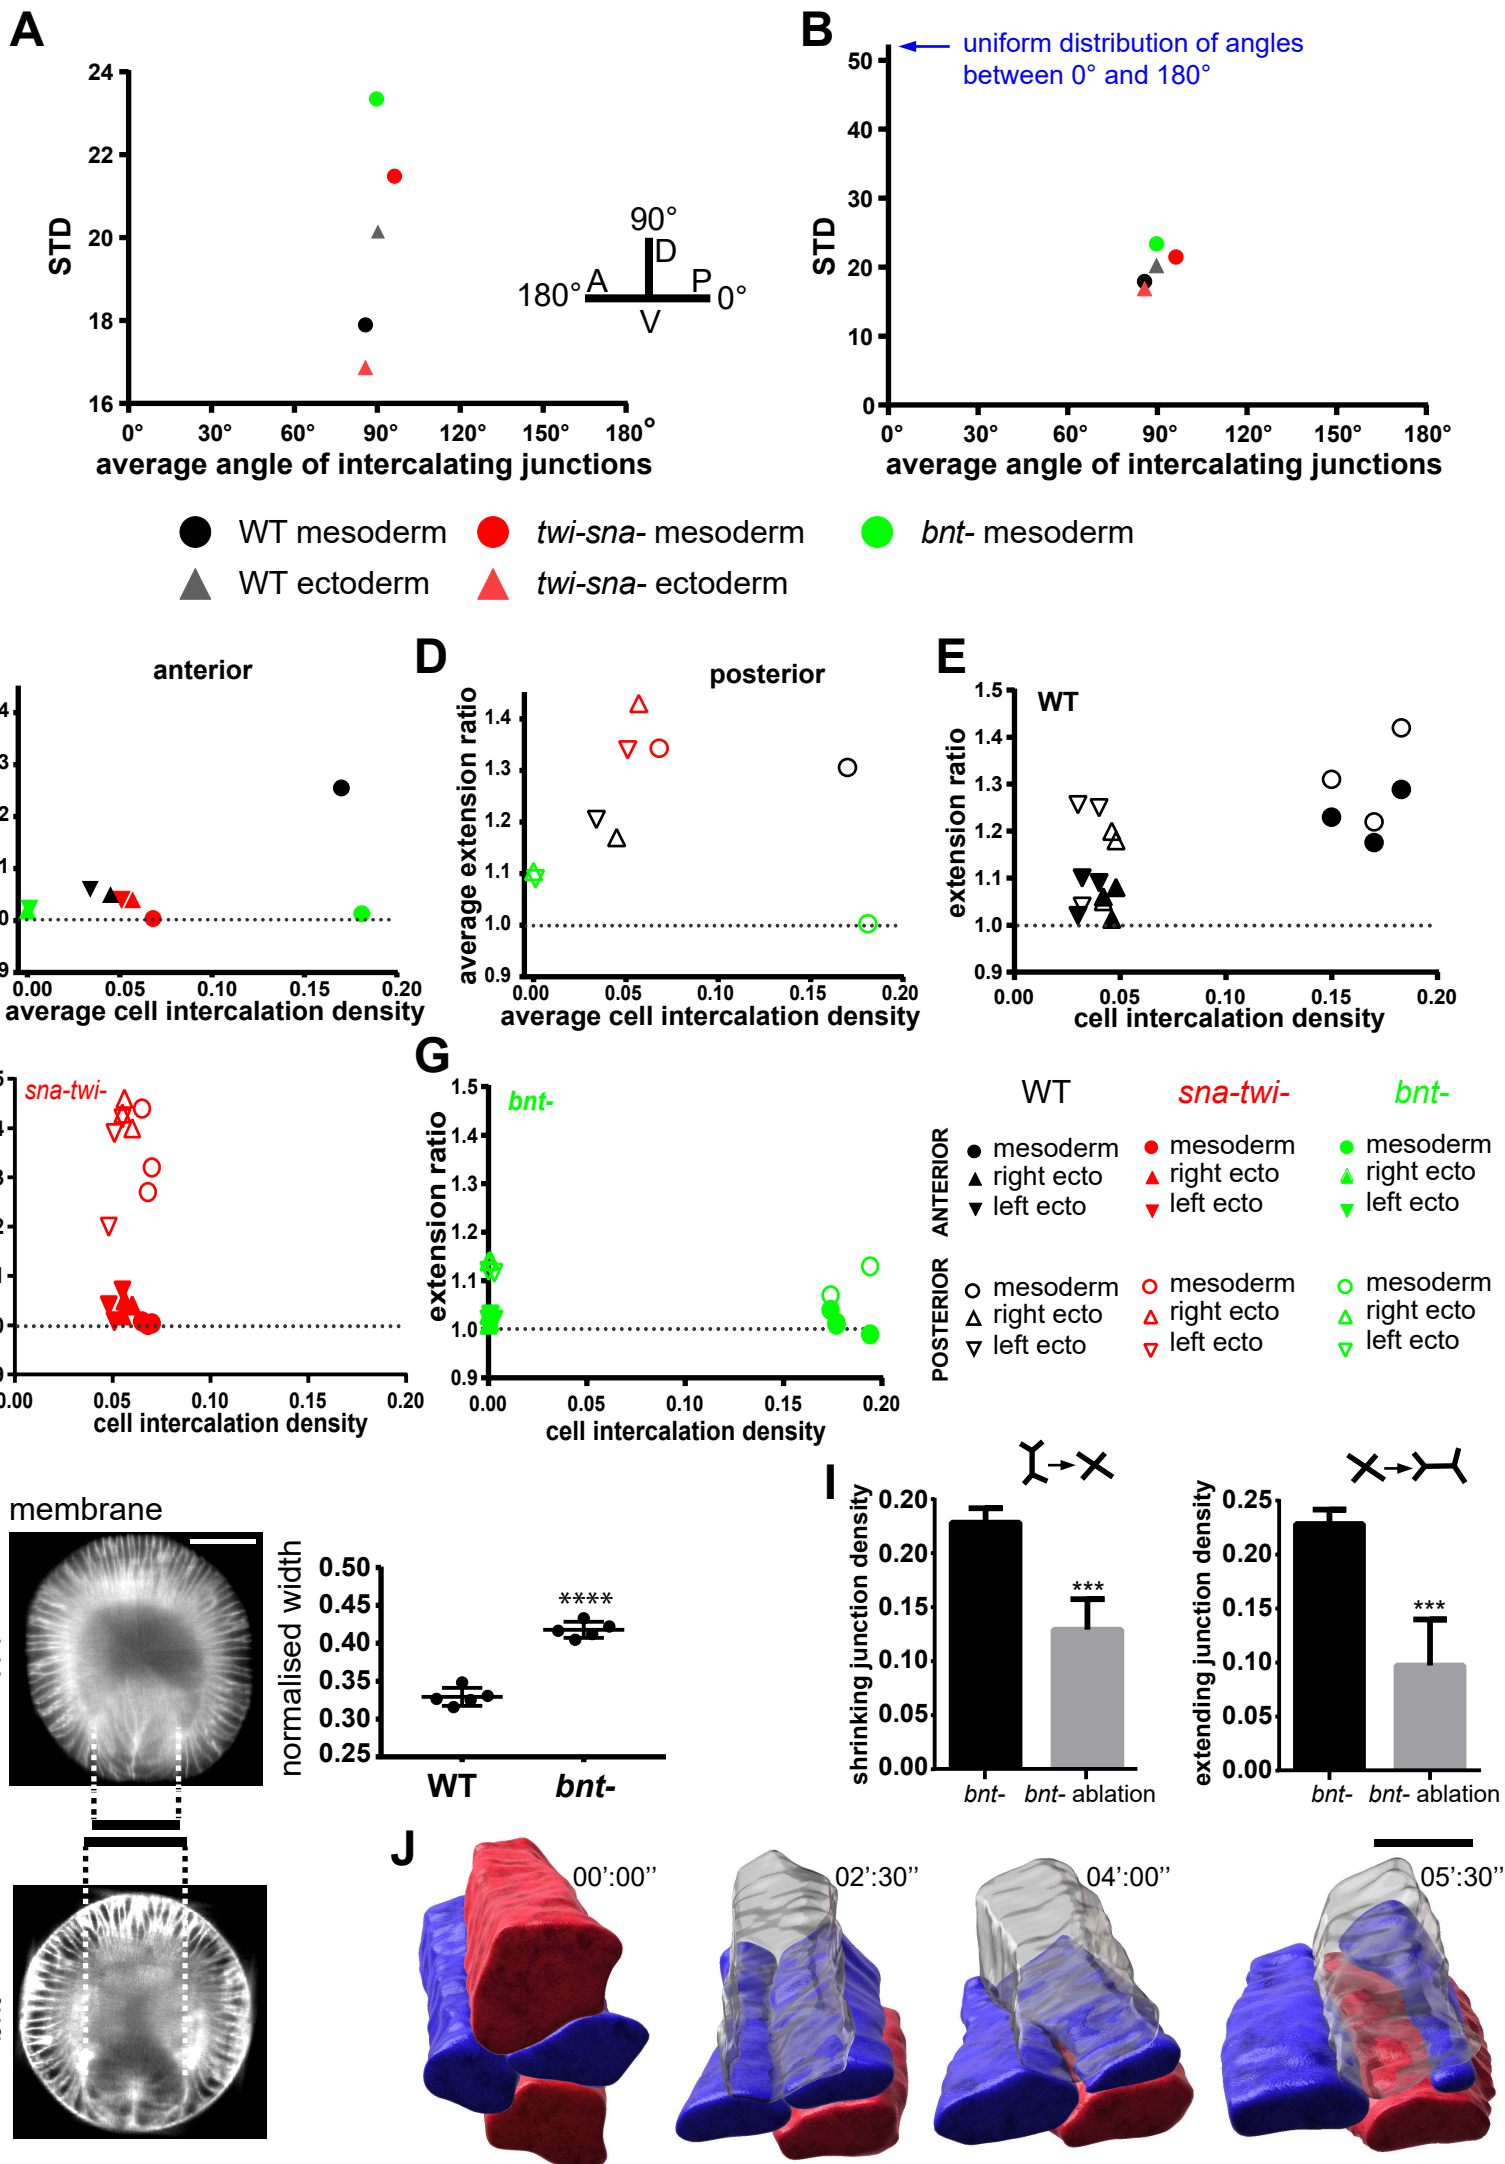 A
24
22
20
18
16
STD
0°
30°
60°
90°
120°
150°
180°
average angle of intercalating junctions
90°
D
180°
A
P
0°
V
B
uniform distribution of angles
between 0° and 180°
50
40
30
20
10
0
STD
0°
30°
60°
90°
120°
150°
180°
average angle of intercalating junctions
WT mesoderm
twi-sna- mesoderm
bnt- mesoderm
WT ectoderm
twi-sna- ectoderm
anterior
4
3
2
1
0
9
0.00
0.05
0.10
0.15
0.20
average cell intercalation density
D
posterior
average extension ratio
1.4
1.3
1.2
1.1
1.0
0.9
0.00
0.05
0.10
0.15
0.20
average cell intercalation density
E
WT
extension ratio
1.5
1.4
1.3
1.2
1.1
1.0
0.9
0.00
0.05
0.10
0.15
0.20
cell intercalation density
sna-twi-
5
4
3
2
1
0
9
0.00
0.05
0.10
0.15
0.20
cell intercalation density
G
bnt-
extension ratio
1.5
1.4
1.3
1.2
1.1
1.0
0.9
0.00
0.05
0.10
0.15
0.20
cell intercalation density
WT
sna-twi-
bnt-
ANTERIOR
mesoderm
mesoderm
mesoderm
right ecto
right ecto
right ecto
left ecto
left ecto
left ecto
POSTERIOR
mesoderm
mesoderm
mesoderm
right ecto
right ecto
right ecto
left ecto
left ecto
left ecto
membrane
normalised width
0.50
0.45
0.40
0.35
0.30
0.25
****
WT
bnt-
I
shrinking junction density
0.20
0.20
0.15
0.10
0.05
0.00
***
bnt-
bnt- ablation
extending junction density
0.25
0.20
0.15
0.10
0.05
0.00
***
bnt-
bnt- ablation
J
00’:00’’
02’:30’’
04’:00’’
05’:30’’